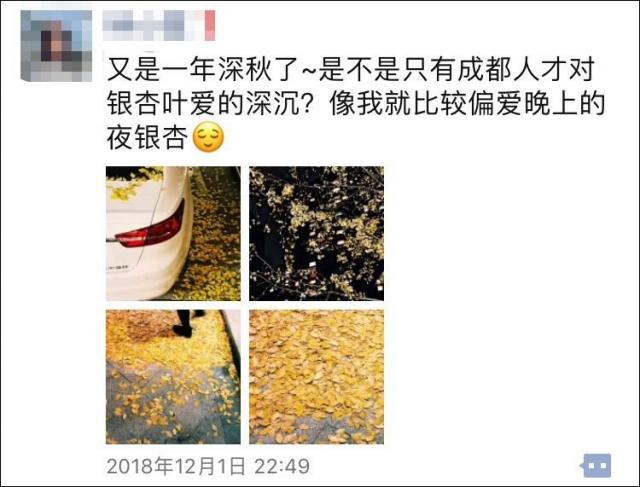 又是一年深秋了~是不是只有成都人才对
银杏叶爱的深沉？像我就比较偏爱晚上的
夜银杏😌
2018年12月1日 22:49